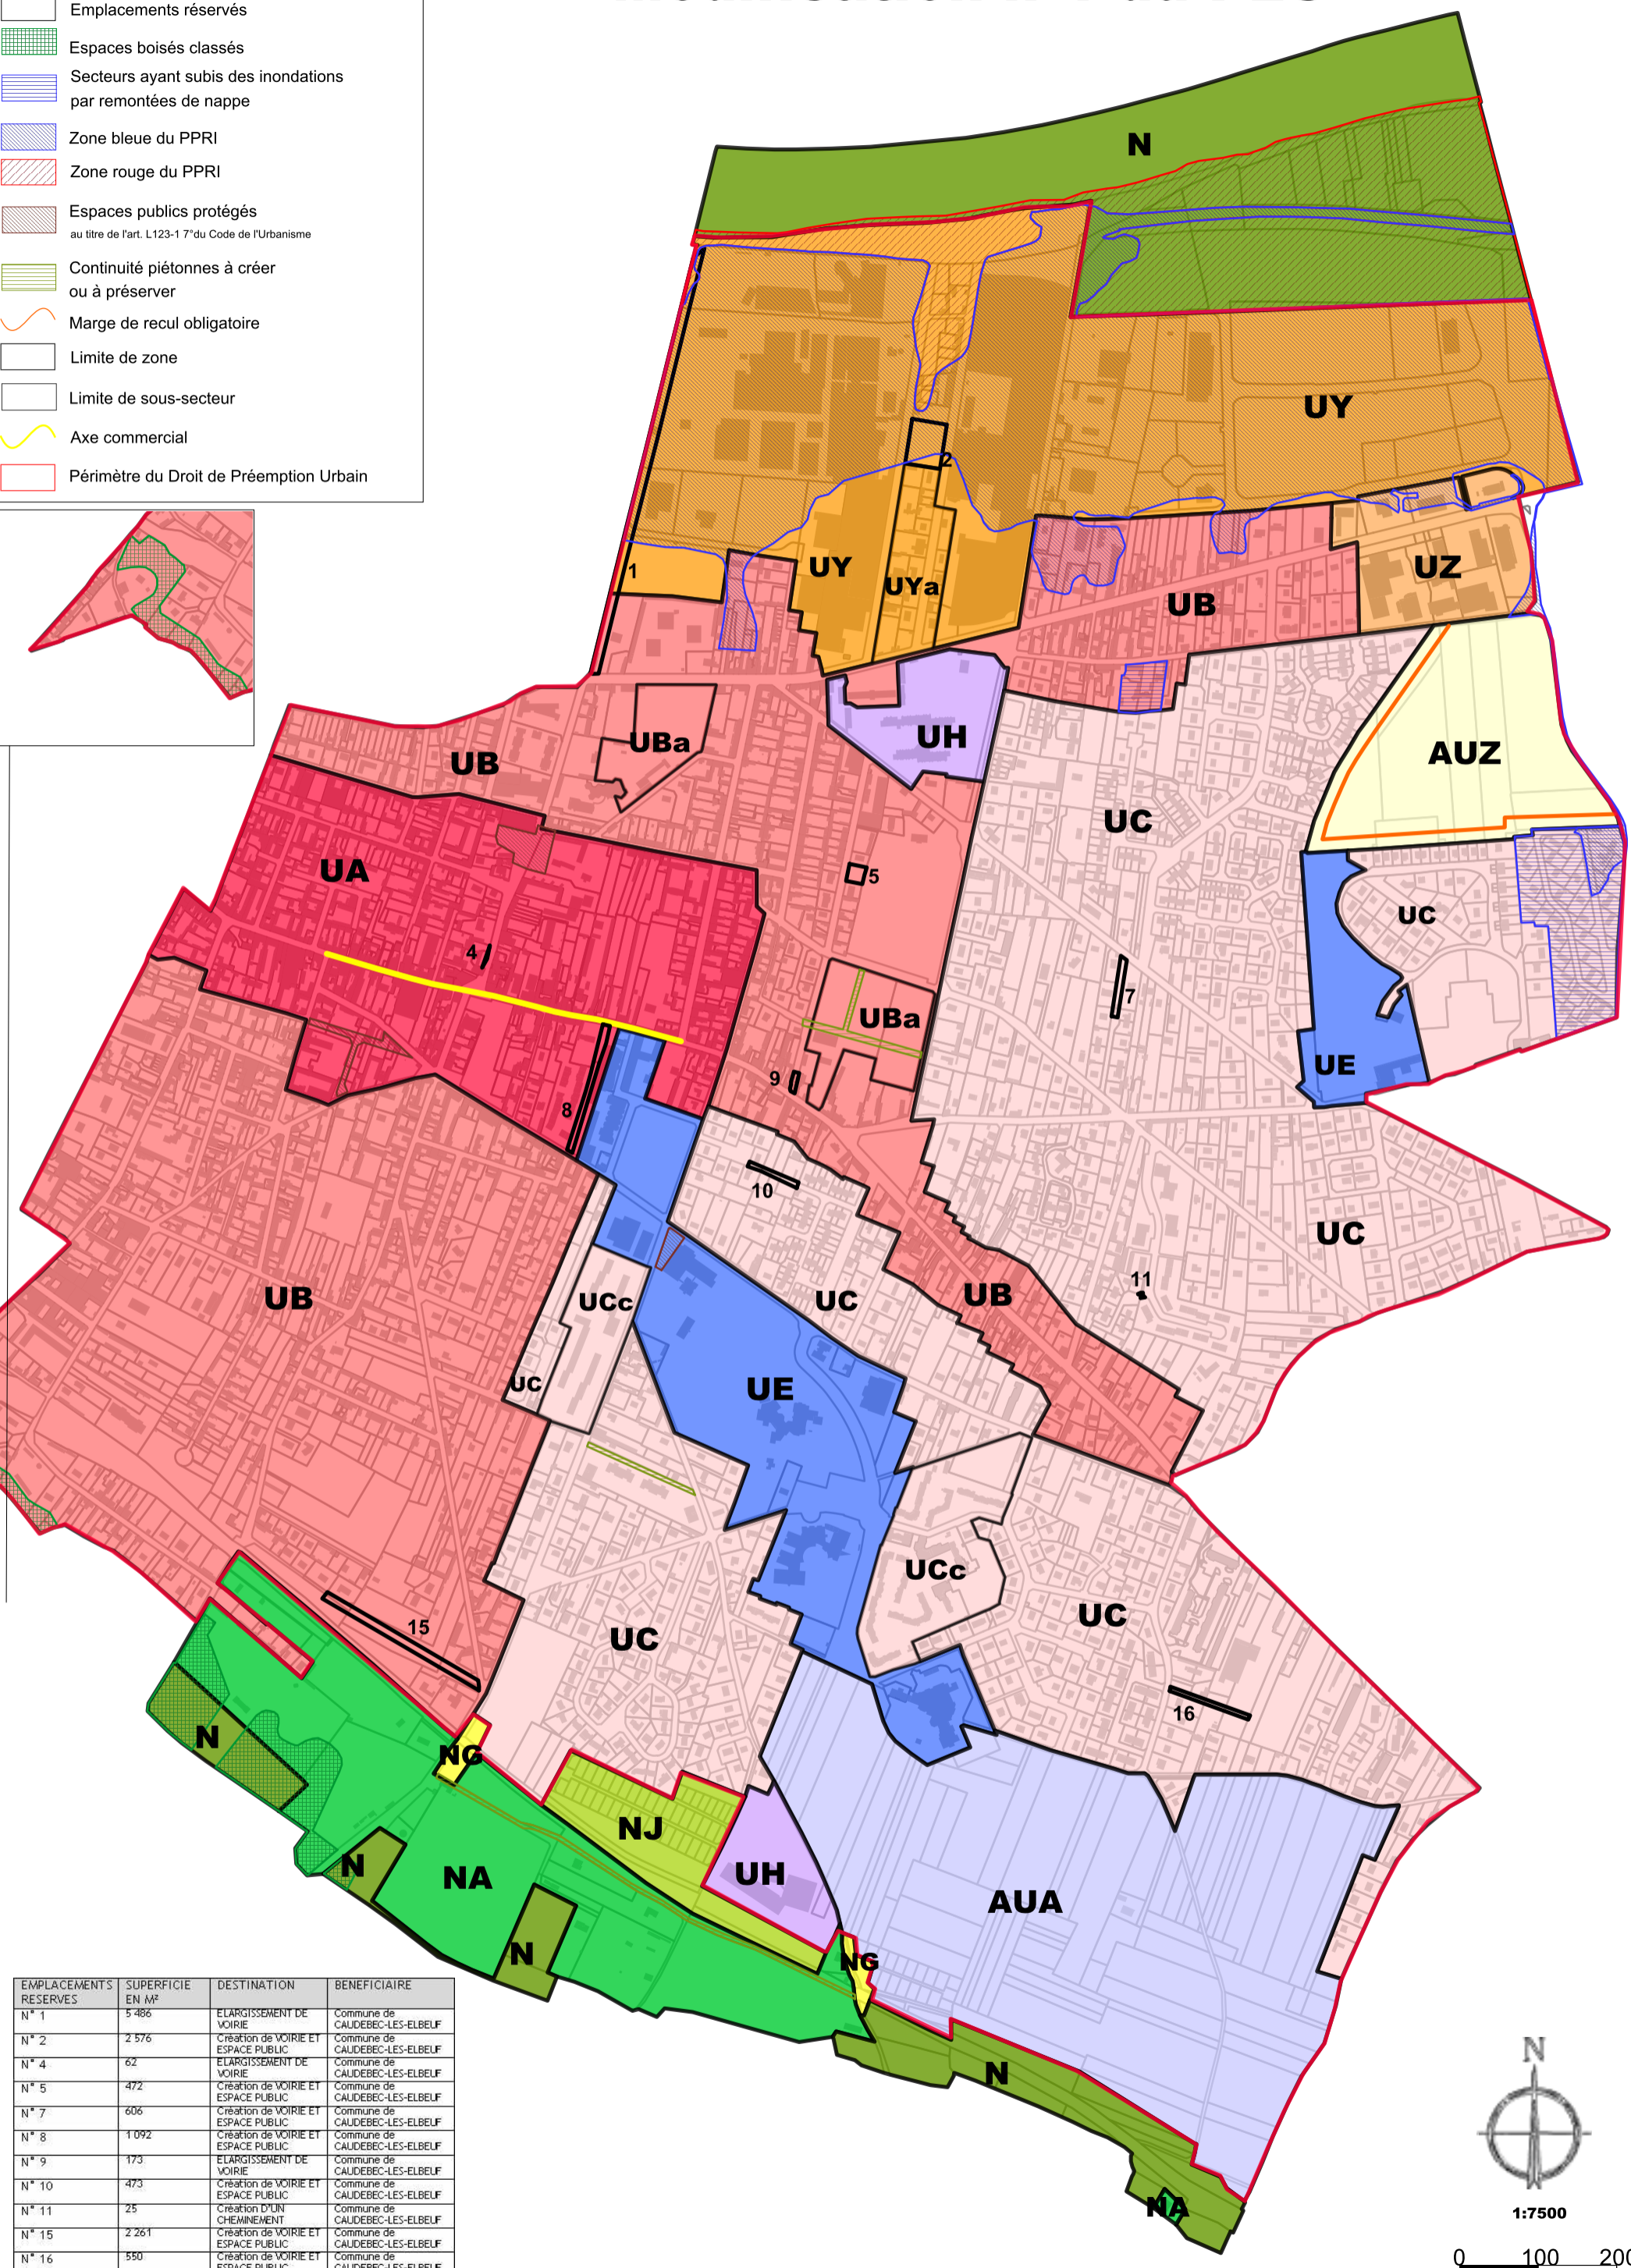 Emplacements réservés
Espaces boisés classés
Secteurs ayant subis des inondations
par remontées de nappe
Zone bleue du PPRI
Zone rouge du PPRI
Espaces publics protégés
au titre de l'art. L123-1 7°du Code de l'Urbanisme
Continuité piétonnes à créer
ou à préserver
Marge de recul obligatoire
Limite de zone
Limite de sous-secteur
Axe commercial
Périmètre du Droit de Préemption Urbain
N
UY
2
1
UY
UYa
UZ
UB
UH
UBa
UB
AUZ
UC
UA
5
UC
4
7
UBa
UE
9
8
10
UC
11
UB
UCc
UC
UB
UC
UE
UCc
UC
15
UC
16
N
NG
NJ
N
NA
UH
AUA
N
NG
N
NA
EMPLACEMENTS RESERVES SUPERFICIE EN M² DESTINATION BENEFICIAIRE
N° 1 5 486 ELARGISSEMENT DE VOIRIE Commune de CAUDEBEC-LES-ELBEUF
N° 2 2 576 Création de VOIRIE ET ESPACE PUBLIC Commune de CAUDEBEC-LES-ELBEUF
N° 4 62 ELARGISSEMENT DE VOIRIE Commune de CAUDEBEC-LES-ELBEUF
N° 5 472 Création de VOIRIE ET ESPACE PUBLIC Commune de CAUDEBEC-LES-ELBEUF
N° 7 606 Création de VOIRIE ET ESPACE PUBLIC Commune de CAUDEBEC-LES-ELBEUF
N° 8 1 092 Création de VOIRIE ET ESPACE PUBLIC Commune de CAUDEBEC-LES-ELBEUF
N° 9 173 ELARGISSEMENT DE VOIRIE Commune de CAUDEBEC-LES-ELBEUF
N° 10 473 Création de VOIRIE ET ESPACE PUBLIC Commune de CAUDEBEC-LES-ELBEUF
N° 11 25 Création D'UN CHEMINEMENT Commune de CAUDEBEC-LES-ELBEUF
N° 15 2 261 Création de VOIRIE ET ESPACE PUBLIC Commune de CAUDEBEC-LES-ELBEUF
N° 16 550 Création de VOIRIE ET ESPACE PUBLIC Commune de CAUDEBEC-LES-ELBEUF
N
1:7500
0 100 200